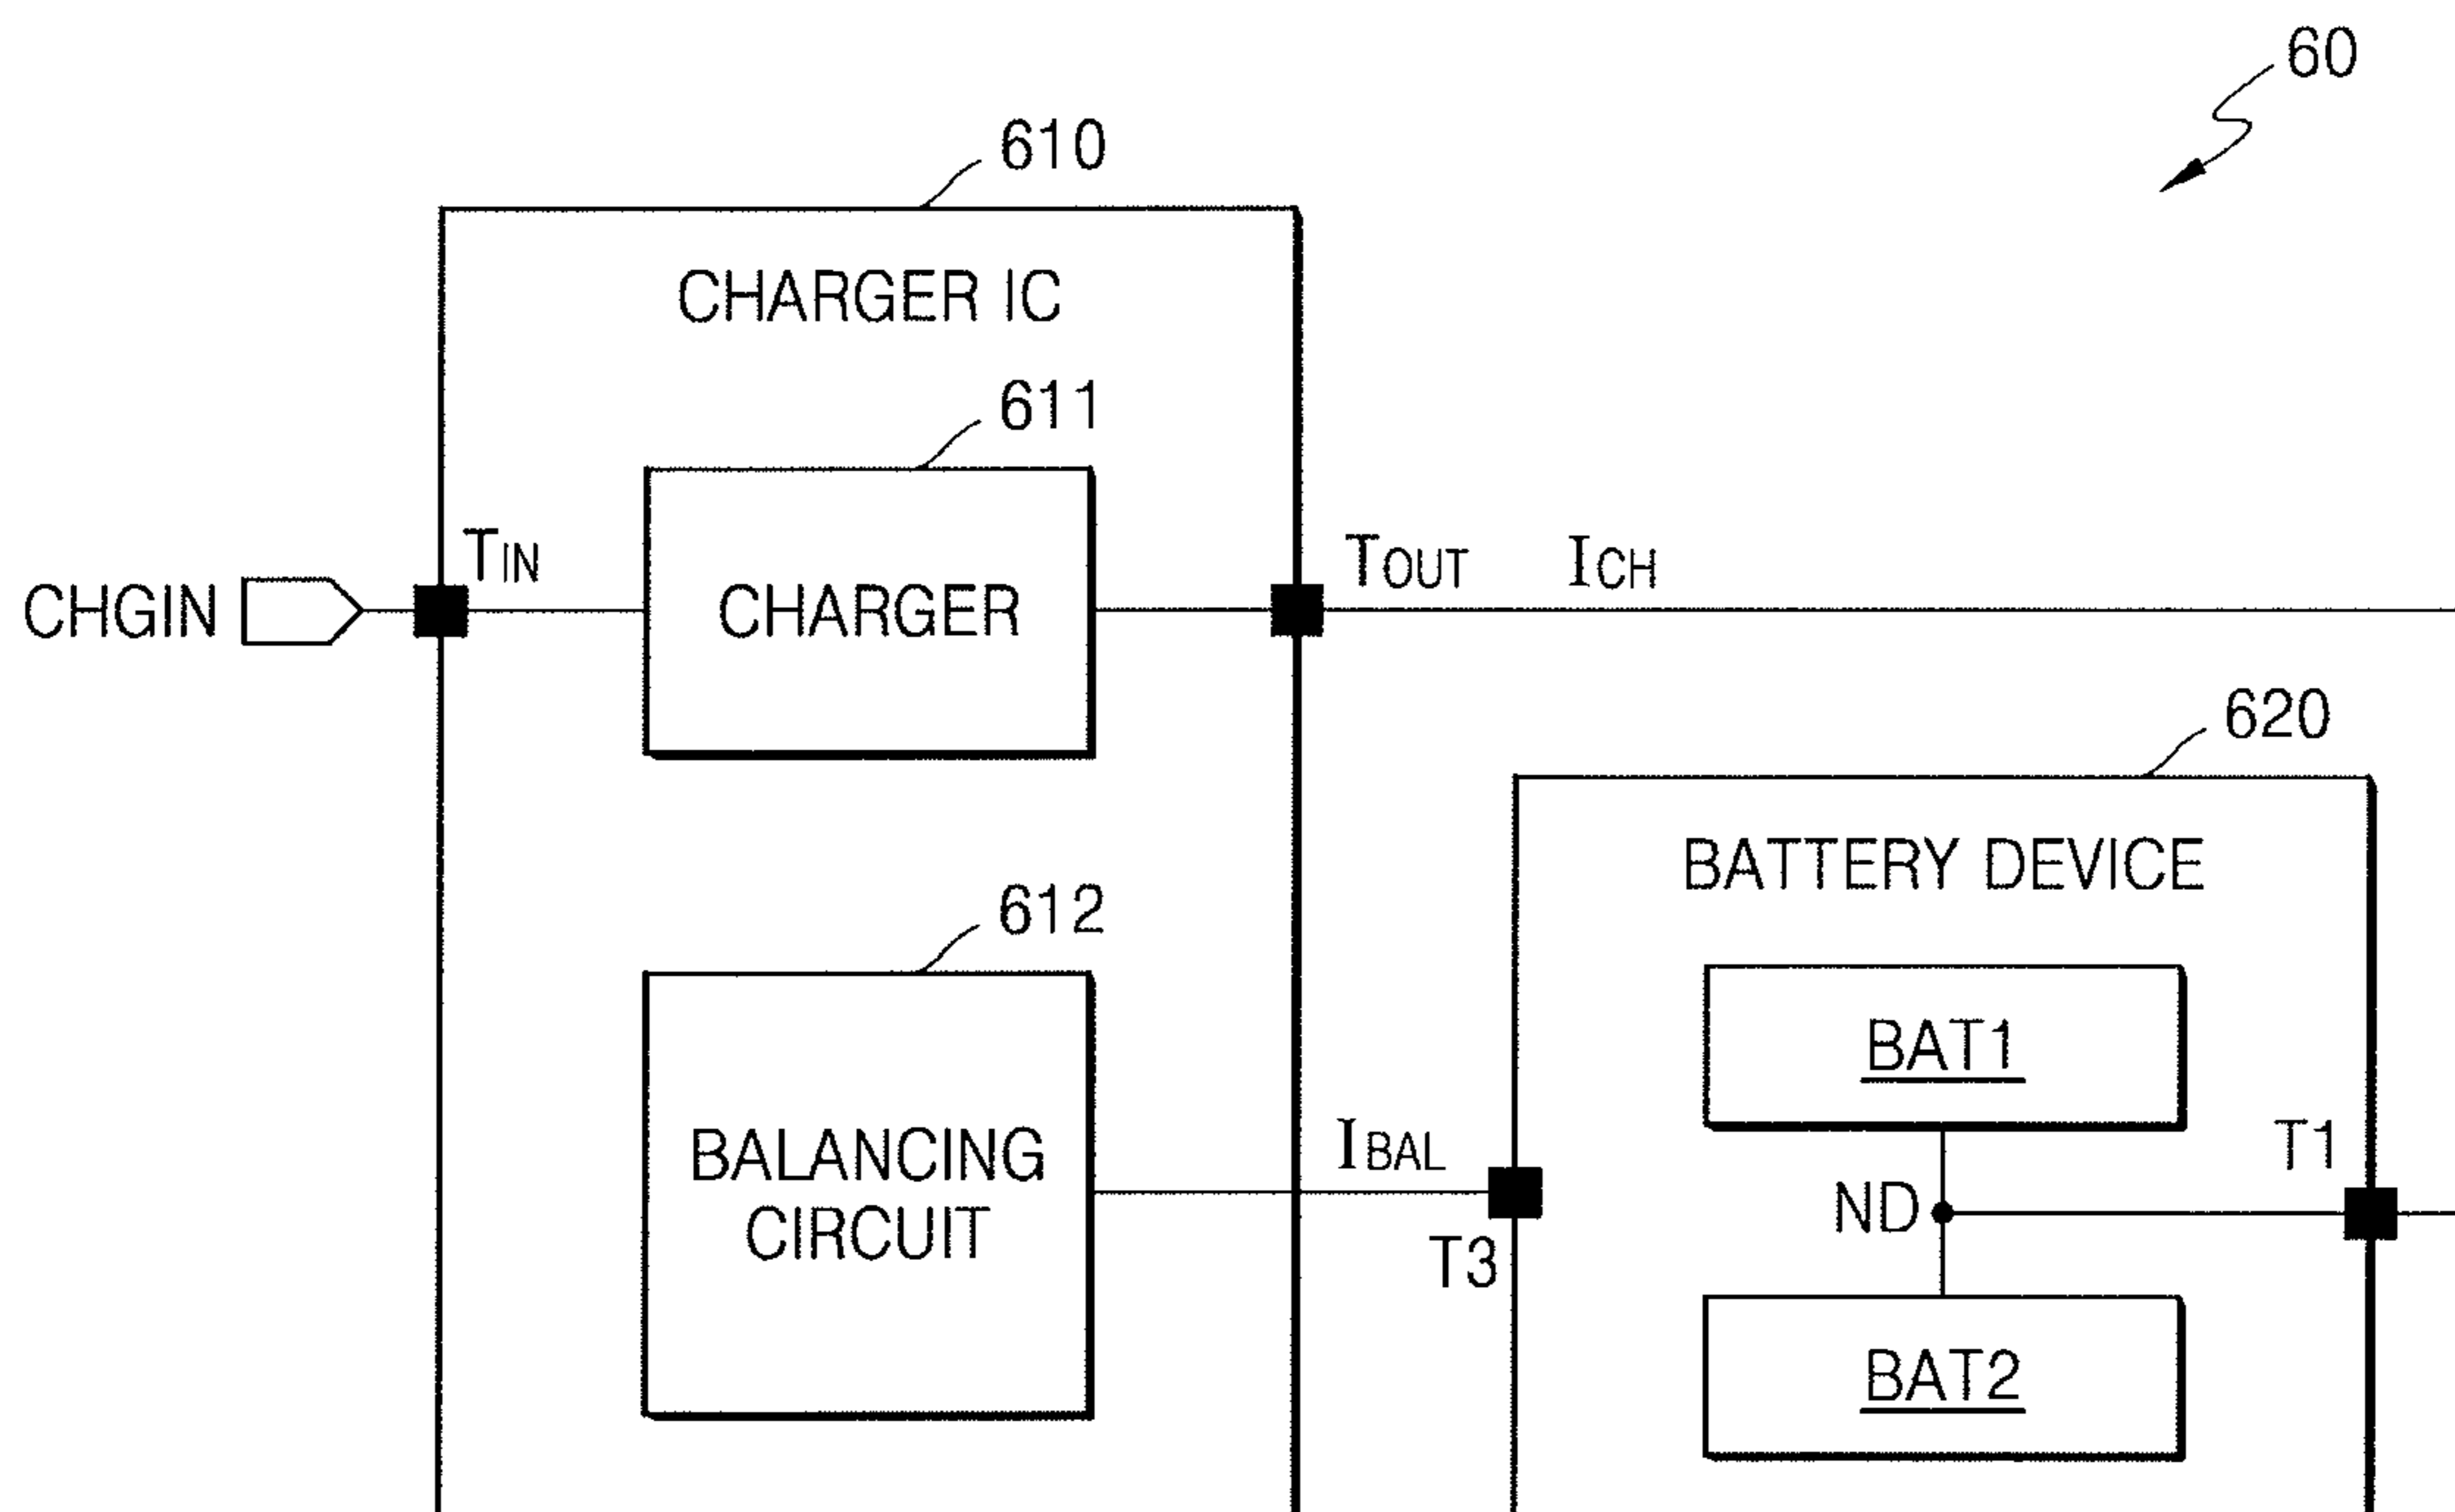 60
610
CHARGER IC
611
TIN
CHGIN
CHARGER
TOUT
ICH
620
BATTERY DEVICE
612
BAT1
BALANCING
CIRCUIT
IBAL
T3
ND
T1
BAT2